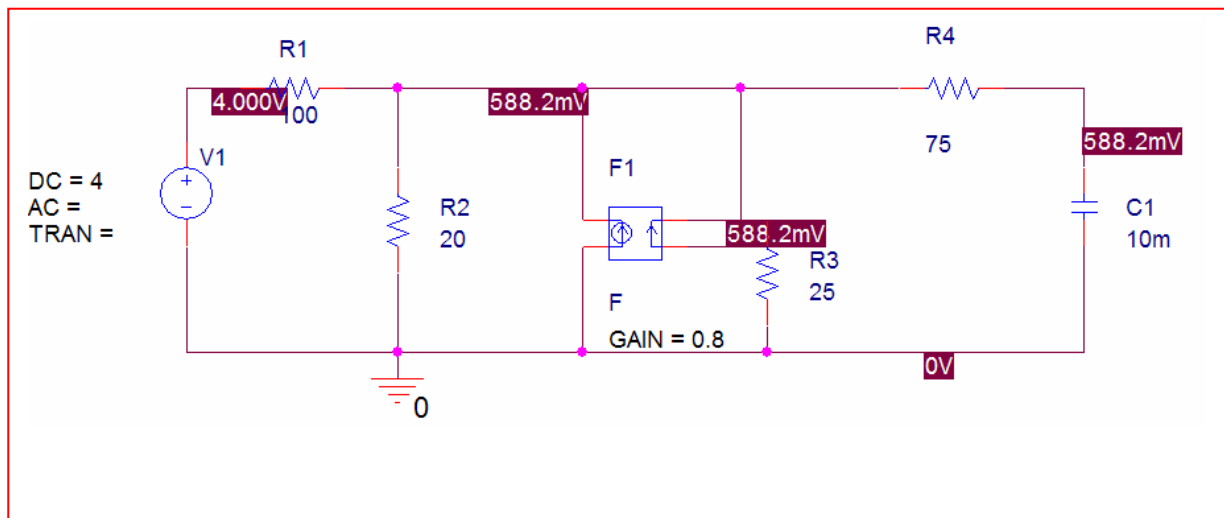 R1
4.000V
100
V1
DC = 4
AC =
TRAN =
R2
20
588.2mV
F1
F
GAIN = 0.8
588.2mV
R3
25
R4
75
588.2mV
C1
10m
0V
0